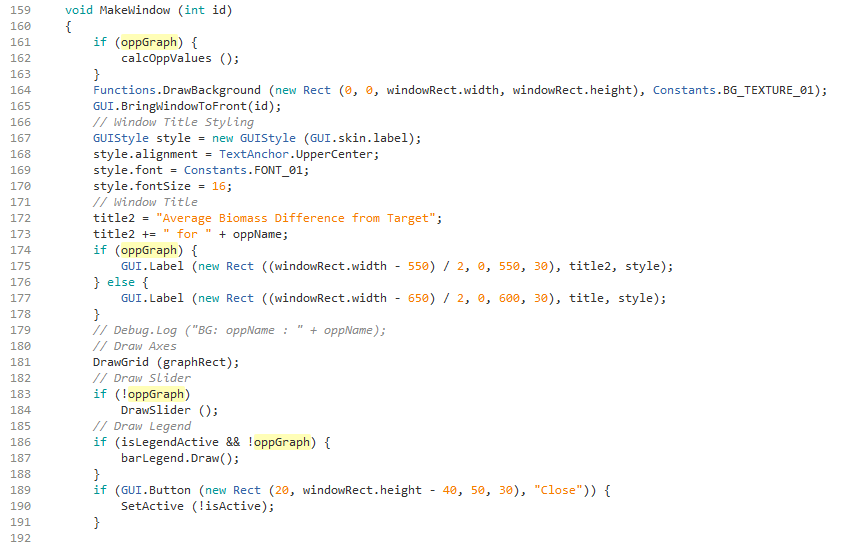 159 void MakeWindow (int id)
160 {
161 if (oppGraph) {
162 calcOppValues ();
163 }
164 Functions.DrawBackground (new Rect (0, 0, windowRect.width, windowRect.height), Constants.BG_TEXTURE_01);
165 GUI.BringWindowToFront(id);
166 // Window Title Styling
167 GUIStyle style = new GUIStyle (GUI.skin.label);
168 style.alignment = TextAnchor.UpperCenter;
169 style.font = Constants.FONT_01;
170 style.fontSize = 16;
171 // Window Title
172 title2 = "Average Biomass Difference from Target";
173 title2 += " for " + oppName;
174 if (oppGraph) {
175 GUI.Label (new Rect ((windowRect.width - 550) / 2, 0, 550, 30), title2, style);
176 } else {
177 GUI.Label (new Rect ((windowRect.width - 650) / 2, 0, 600, 30), title, style);
178 }
179 // Debug.Log ("BG: oppName : " + oppName);
180 // Draw Axes
181 DrawGrid (graphRect);
182 // Draw Slider
183 if (!oppGraph)
184 DrawSlider ();
185 // Draw Legend
186 if (isLegendActive && !oppGraph) {
187 barLegend.Draw();
188 }
189 if (GUI.Button (new Rect (20, windowRect.height - 40, 50, 30), "Close")) {
190 SetActive (!isActive);
191 }
192